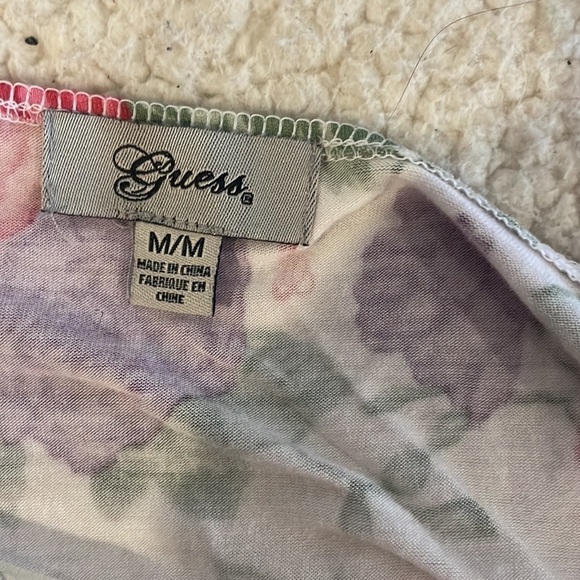 Guess®
M/M
MADE IN CHINA
FABRIQUE EN
CHINE